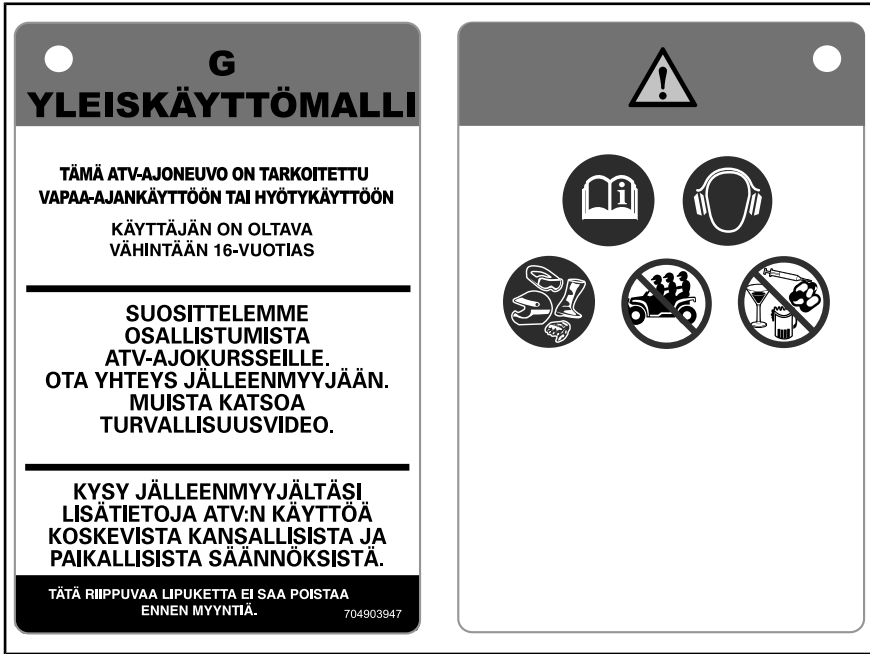 G
YLEISKÄYTTÖMALLI
TÄMÄ ATV-AJONEUVO ON TARKOITETTU
VAPAA-AJANKÄYTTÖÖN TAI HYÖTYKÄYTTÖÖN
KÄYTTÄJÄN ON OLTAVA
VÄHINTÄÄN 16-VUOTIAS
SUOSITTELEMME
OSALLISTUMISTA
ATV-AJOKURSSEILLE.
OTA YHTEYS JÄLLEENMYYJÄÄN.
MUISTA KATSOA
TURVALLISUUSVIDEO.
KYSY JÄLLEENMYYJÄLTÄSI
LISÄTIETOJA ATV:N KÄYTTÖÄ
KOSKEVISTA KANSALLISISTA JA
PAIKALLISISTA SÄÄNNÖKSISTÄ.
TÄTÄ RIIPPUVAA LIPUKETTA EI SAA POISTAA
ENNEN MYYNTIÄ.
704903947